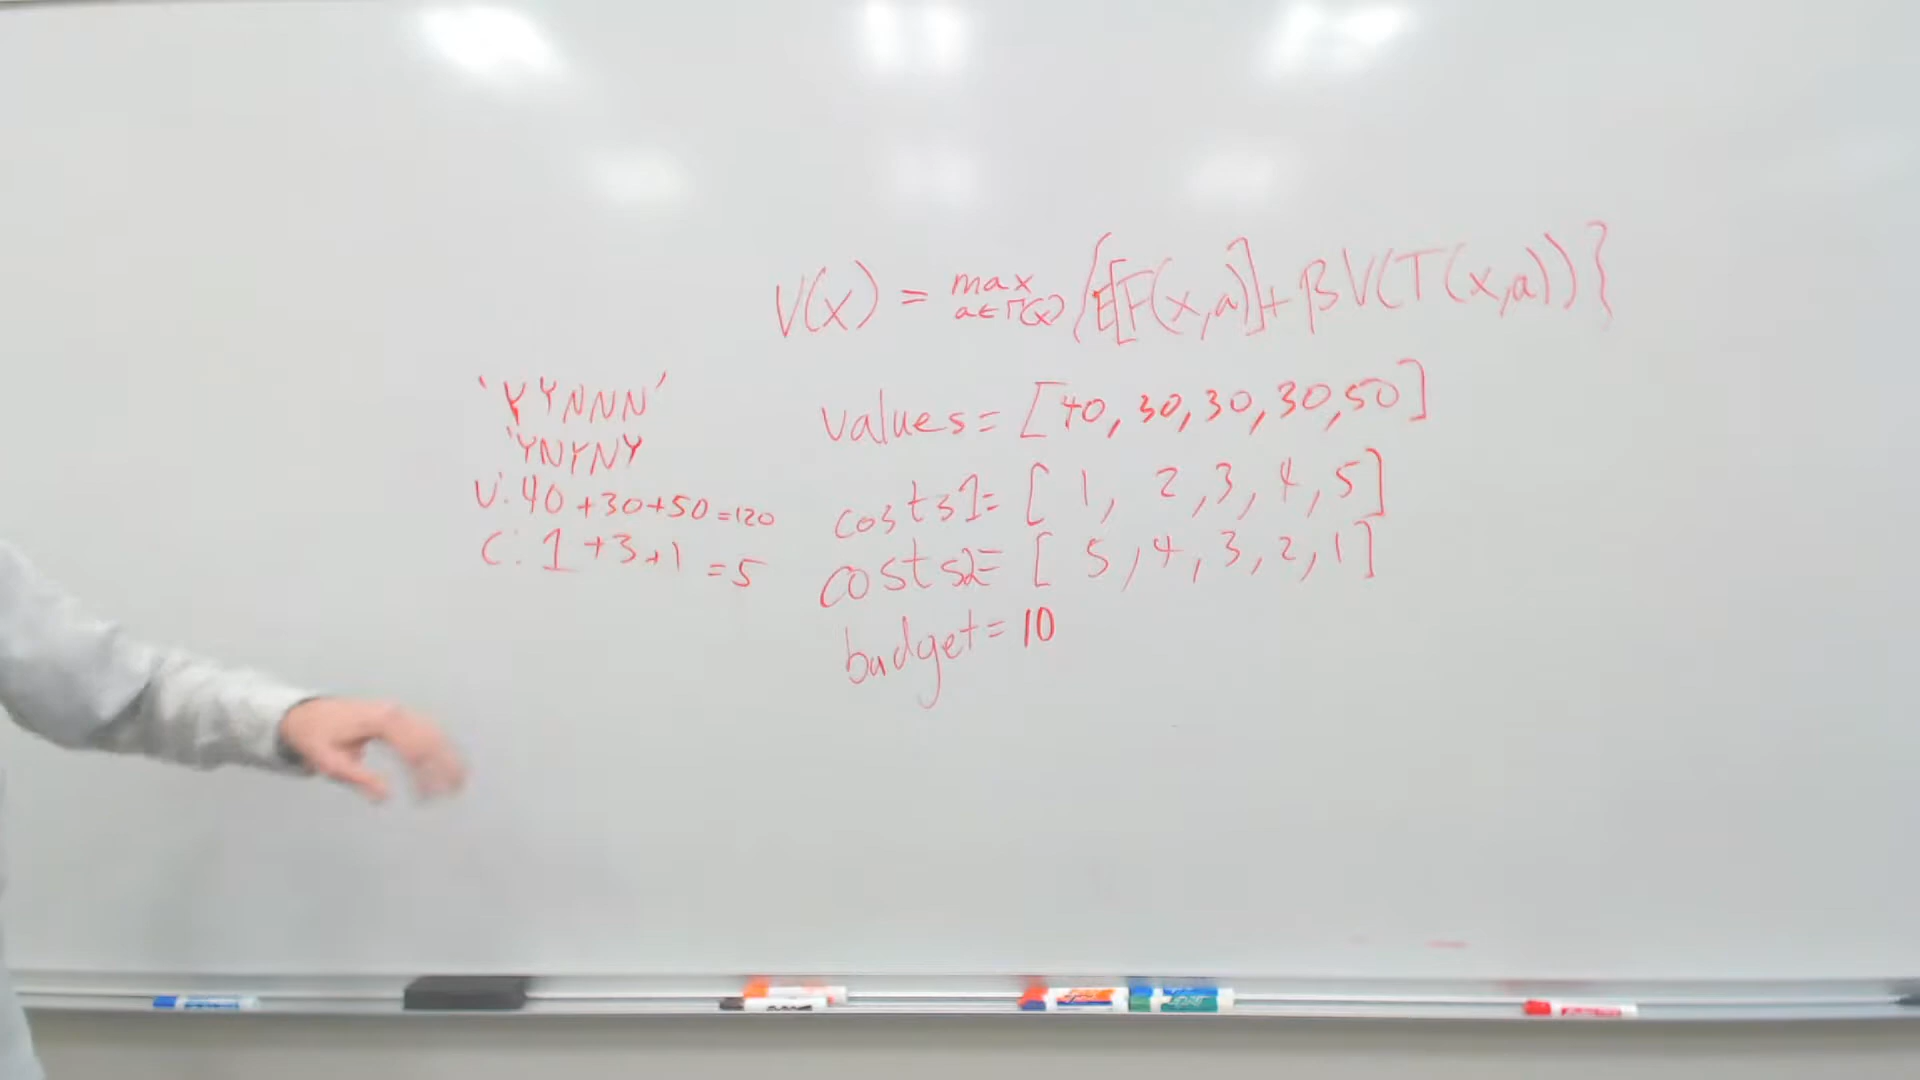 V(x) = max a∈Γ(x) {E[F(x,a)] + βV(T(x,a))}
'YYNNN'
'YNYNY
V: 40+30+50=120
C: 1+3+1=5
values = [40, 30, 30, 30, 50]
costs1= [1, 2, 3, 4, 5]
costs2= [5, 4, 3, 2, 1]
budget= 10